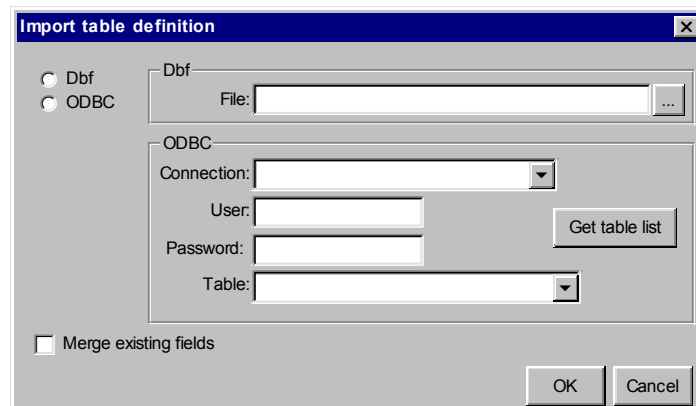 Import table definition
Dbf
ODBC
Dbf
File:
...
ODBC
Connection:
User:
Get table list
Password:
Table:
Merge existing fields
OK
Cancel